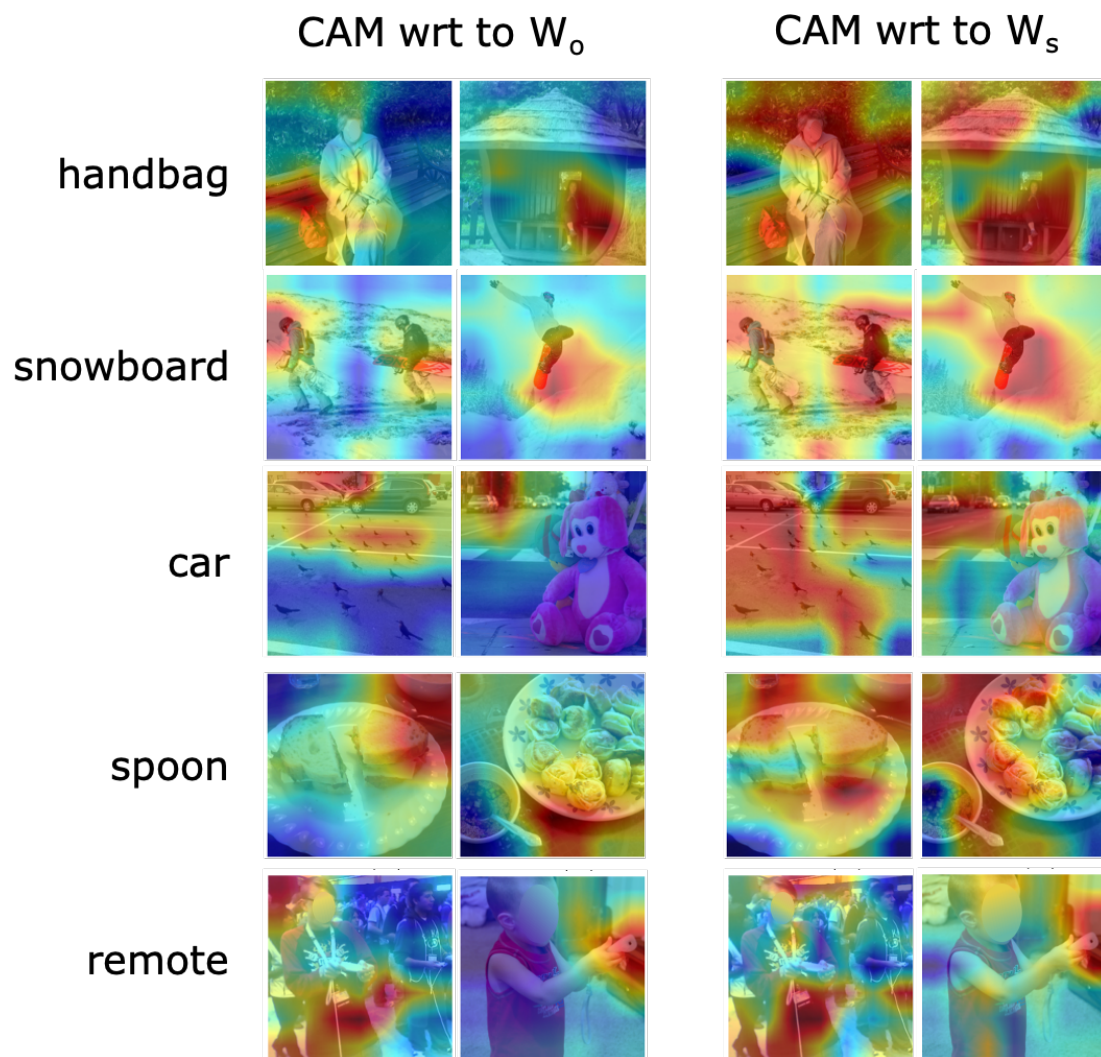 CAM wrt to Wₒ
CAM wrt to Wₛ
handbag
snowboard
car
spoon
remote